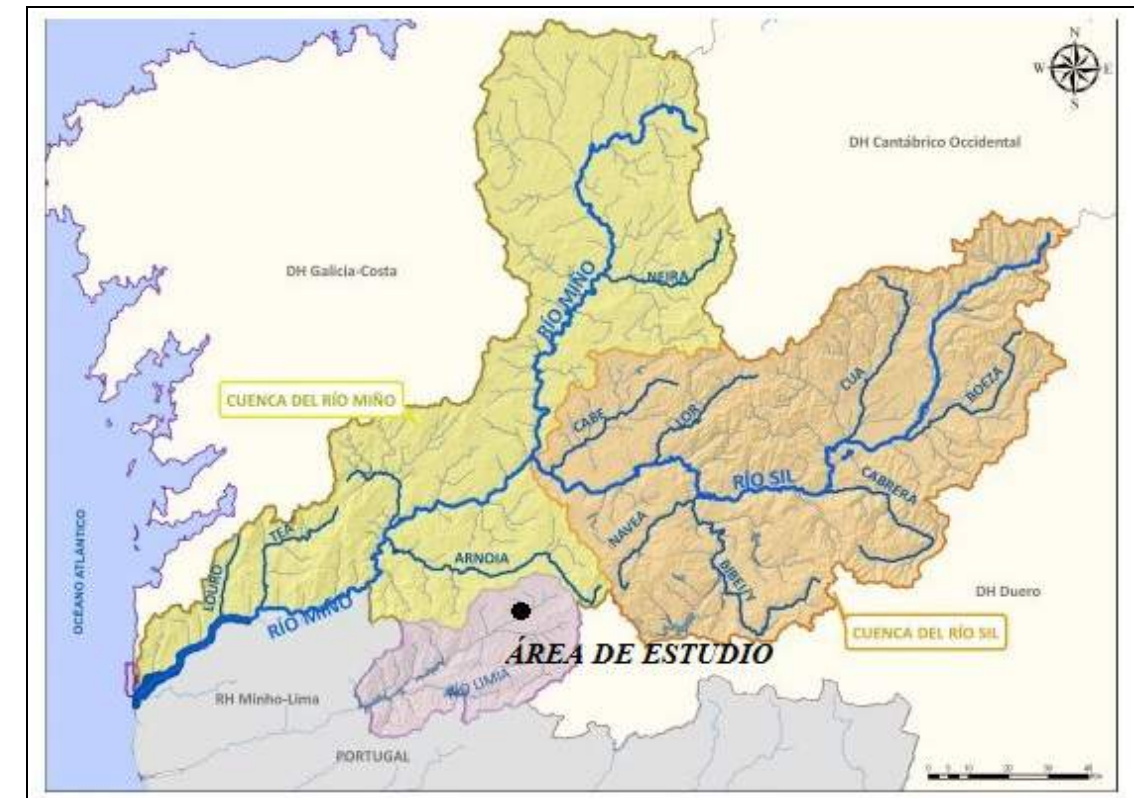 N
W E
S
DH Cantábrico Occidental
DH Galicia-Costa
NEIRA
RÍO MIÑO
CUENCA DEL RÍO MIÑO
CABE
LOR
CUA
BOEZA
RÍO SIL
CABRERA
NAVEA
BIBEI
TEA
LOURO
ARNOIA
OCÉANO ATLÁNTICO
RÍO MIÑO
DH Duero
CUENCA DEL RÍO SIL
ÁREA DE ESTUDIO
RÍO LIMIA
RH Minho-Lima
PORTUGAL